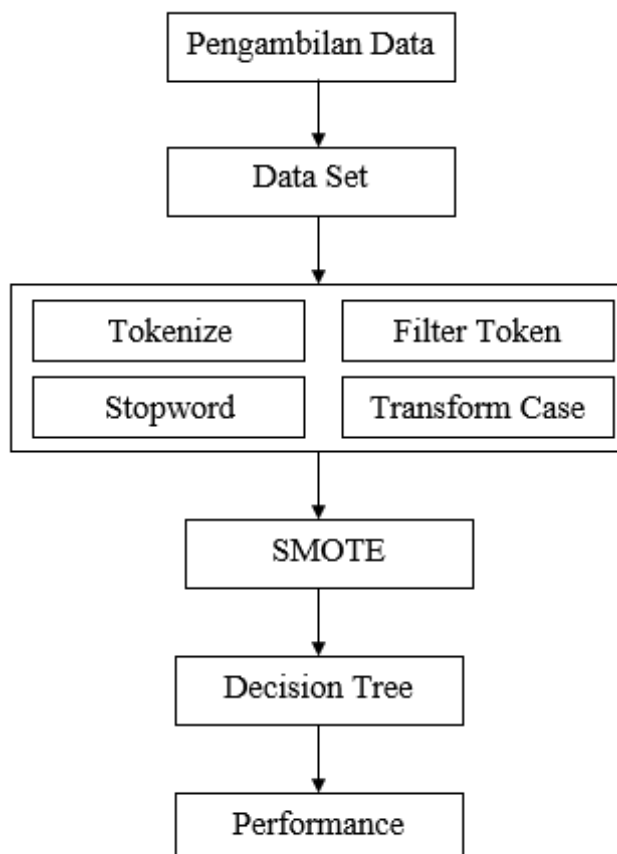 Pengambilan Data
Data Set
Tokenize
Filter Token
Stopword
Transform Case
SMOTE
Decision Tree
Performance